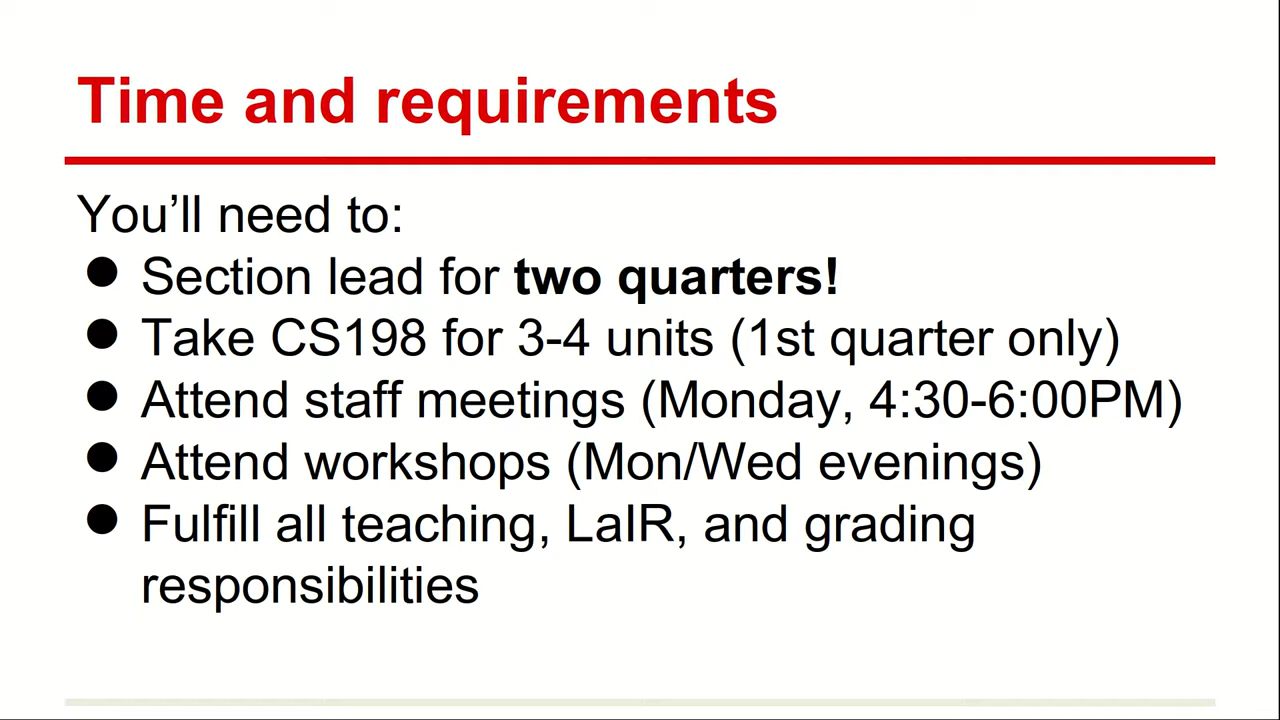 Time and requirements
You’ll need to:
● Section lead for two quarters!
● Take CS198 for 3-4 units (1st quarter only)
● Attend staff meetings (Monday, 4:30-6:00PM)
● Attend workshops (Mon/Wed evenings)
● Fulfill all teaching, LaIR, and grading
responsibilities